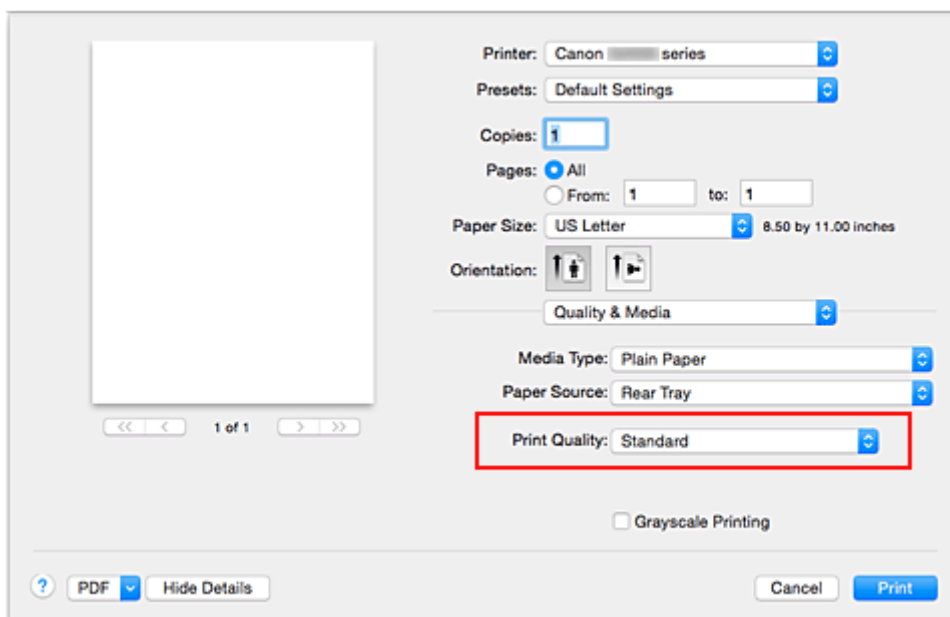 Printer: Canon series
Presets: Default Settings
Copies: 1
Pages: All
From: 1 to: 1
Paper Size: US Letter 8.50 by 11.00 inches
Orientation:
Quality & Media
Media Type: Plain Paper
Paper Source: Rear Tray
<< < 1 of 1 > >>
Print Quality: Standard
Grayscale Printing
? PDF Hide Details Cancel Print